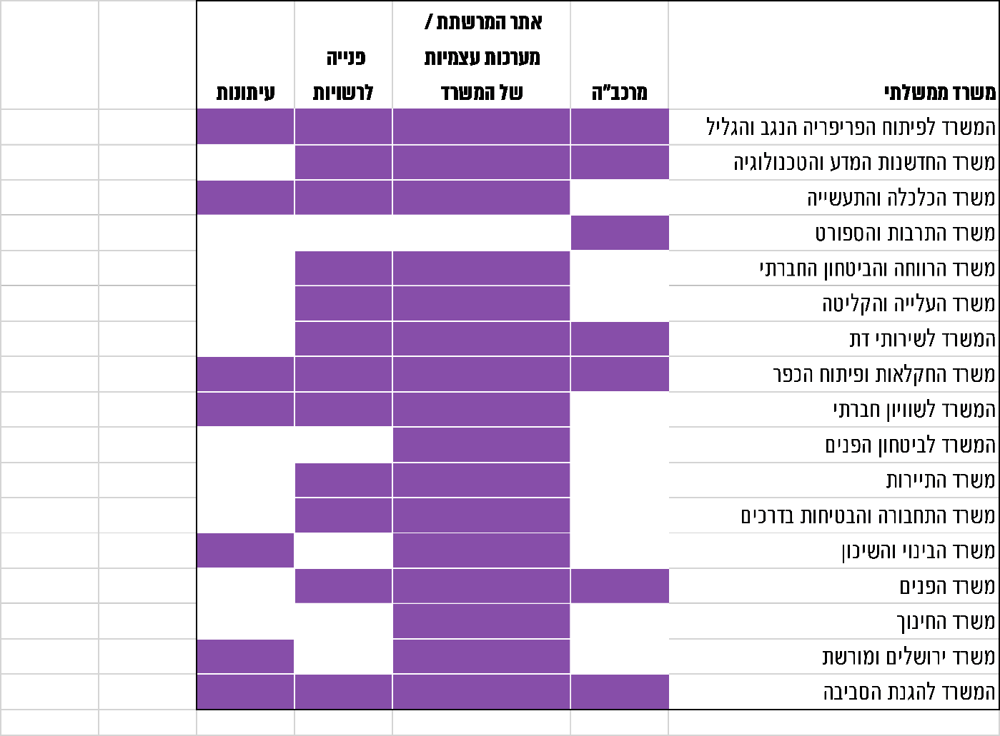 משרד ממשלתי
מרכב"ה
אתר המרשתת /
מערכות עצמיות
של המשרד
פנייה
לרשויות
עיתונות
המשרד לפיתוח הפריפריה הנגב והגליל
משרד החדשנות המדע והטכנולוגיה
משרד הכלכלה והתעשייה
משרד התרבות והספורט
משרד הרווחה והביטחון החברתי
משרד העלייה והקליטה
המשרד לשירותי דת
משרד החקלאות ופיתוח הכפר
המשרד לשוויון חברתי
המשרד לביטחון הפנים
משרד התיירות
משרד התחבורה והבטיחות בדרכים
משרד הבינוי והשיכון
משרד הפנים
משרד החינוך
משרד ירושלים ומורשת
המשרד להגנת הסביבה